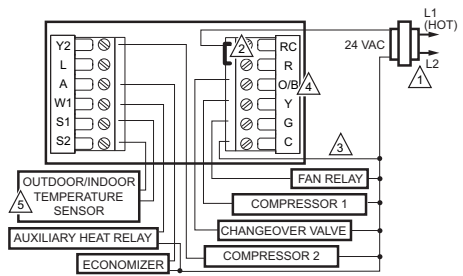 L1
(HOT)
24 VAC
L2
1
Y2
L
A
W1
S1
S2
2
RC
R
O/B
Y
G
C
4
3
5
OUTDOOR/INDOOR
TEMPERATURE
SENSOR
AUXILIARY HEAT RELAY
ECONOMIZER
FAN RELAY
COMPRESSOR 1
CHANGEOVER VALVE
COMPRESSOR 2